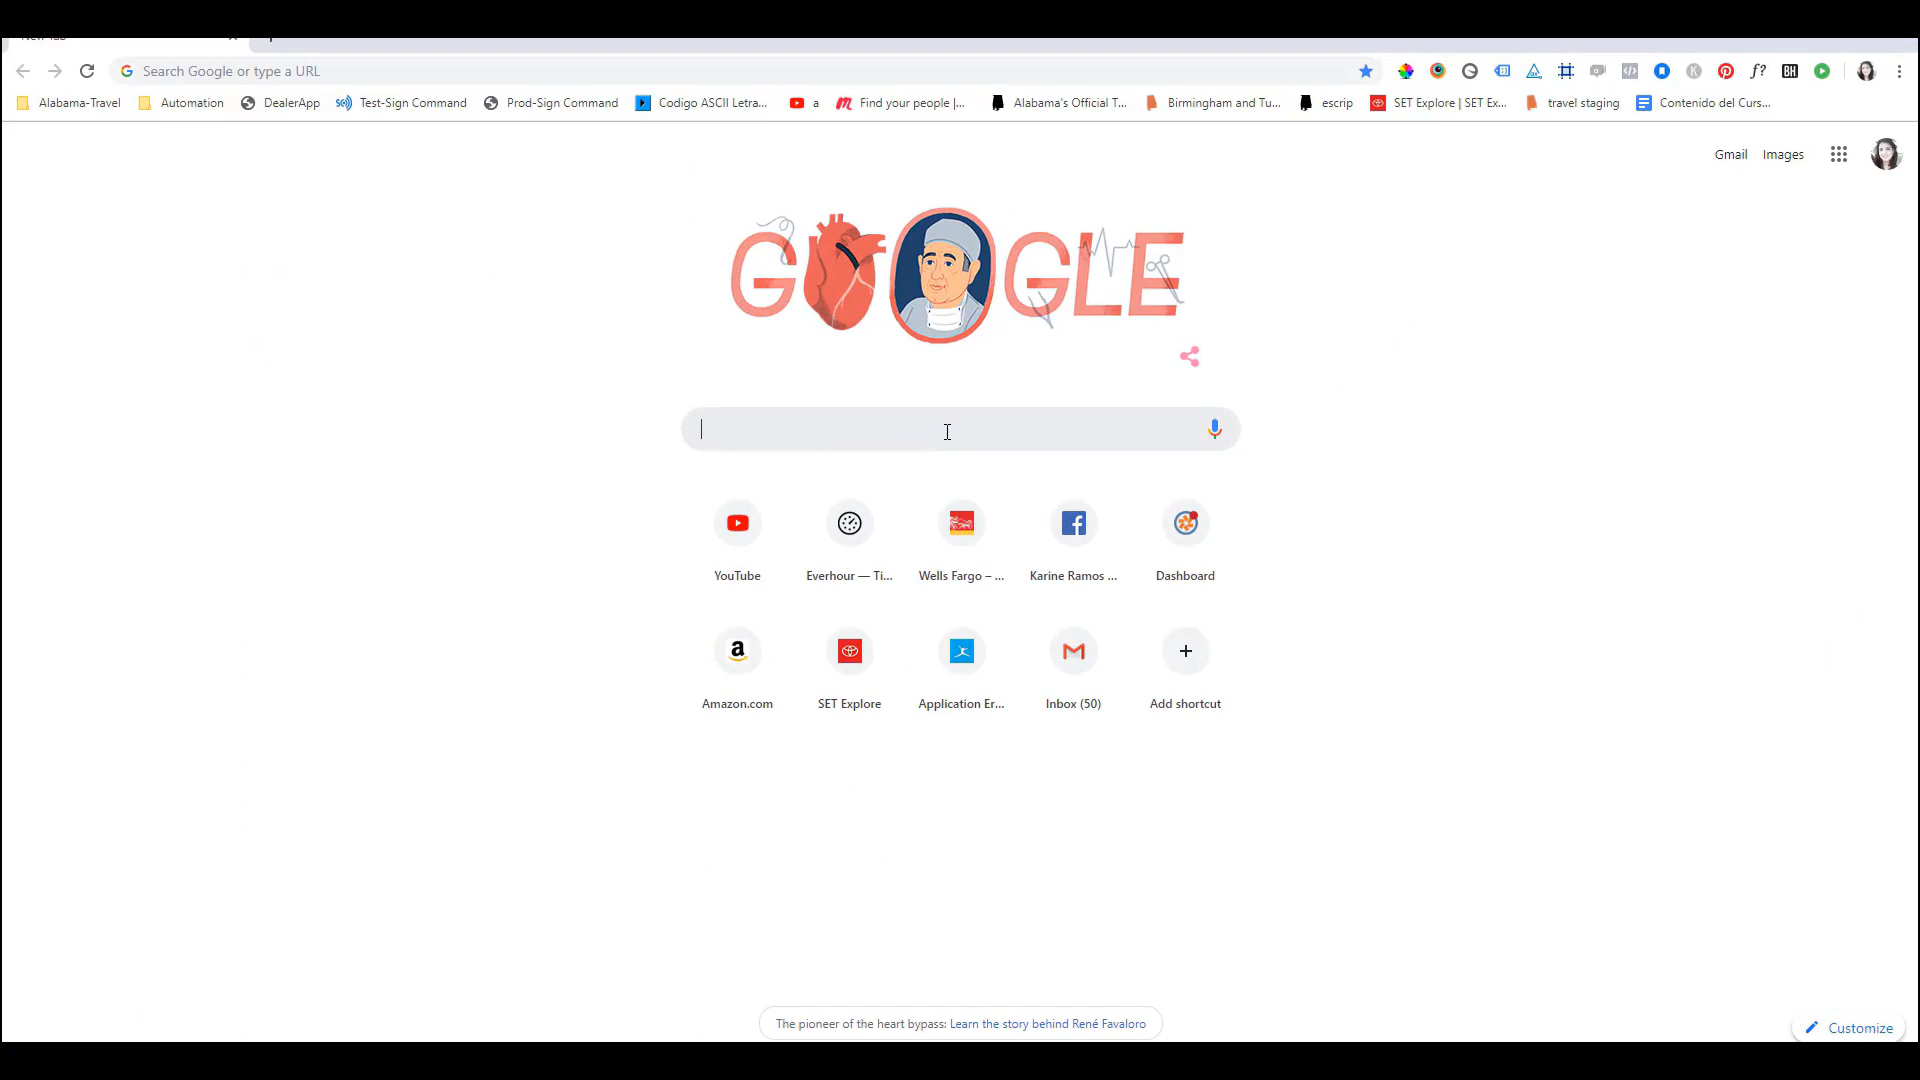 Search Google or type a URL
Alabama-Travel Automation DealerApp Test-Sign Command Prod-Sign Command Codigo ASCII Letra... a Find your people |... Alabama's Official T... Birmingham and Tu... escrip SET Explore | SET Ex... travel staging Contenido del Curs...
Gmail Images
GOOGLE
YouTube Everhour — Ti... Wells Fargo – ... Karine Ramos ... Dashboard
Amazon.com SET Explore Application Er... Inbox (50) Add shortcut
The pioneer of the heart bypass: Learn the story behind René Favaloro
Customize